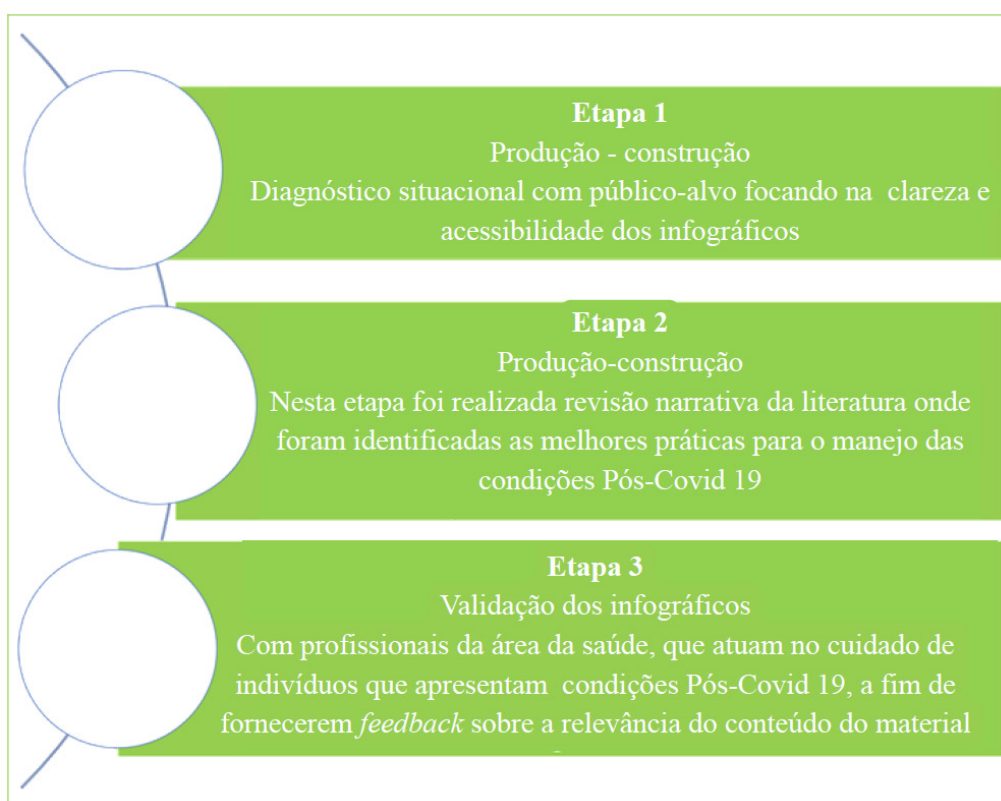 Etapa 1
Produção - construção
Diagnóstico situacional com público-alvo focando na clareza e
acessibilidade dos infográficos
Etapa 2
Produção-construção
Nesta etapa foi realizada revisão narrativa da literatura onde
foram identificadas as melhores práticas para o manejo das
condições Pós-Covid 19
Etapa 3
Validação dos infográficos
Com profissionais da área da saúde, que atuam no cuidado de
indivíduos que apresentam condições Pós-Covid 19, a fim de
fornecerem feedback sobre a relevância do conteúdo do material